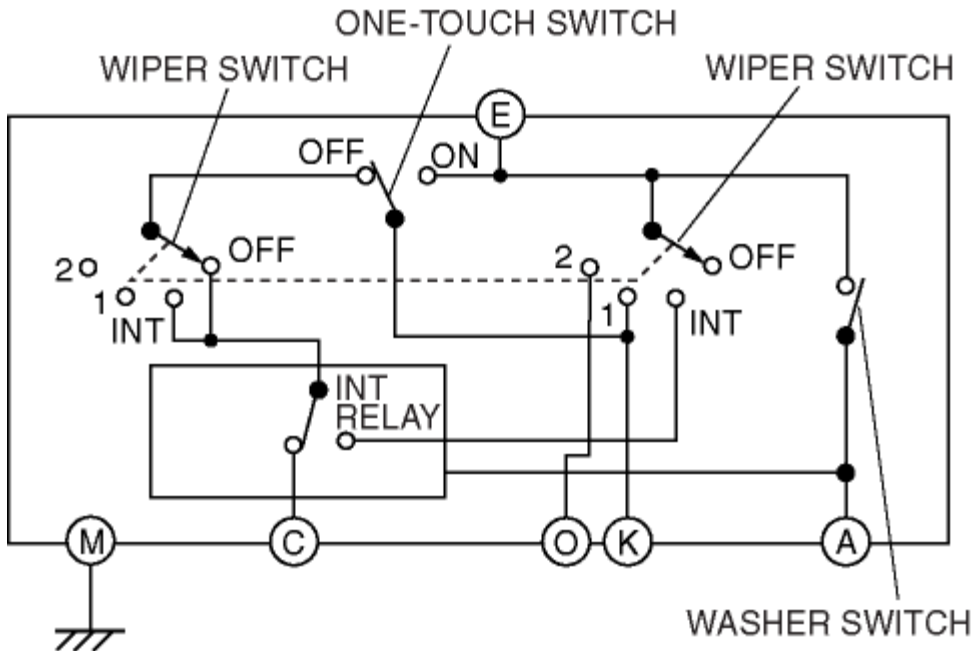 ONE-TOUCH SWITCH
WIPER SWITCH
WIPER SWITCH
E
OFF
ON
OFF
2
1
INT
2
1
OFF
INT
INT
RELAY
M
C
O
K
A
WASHER SWITCH